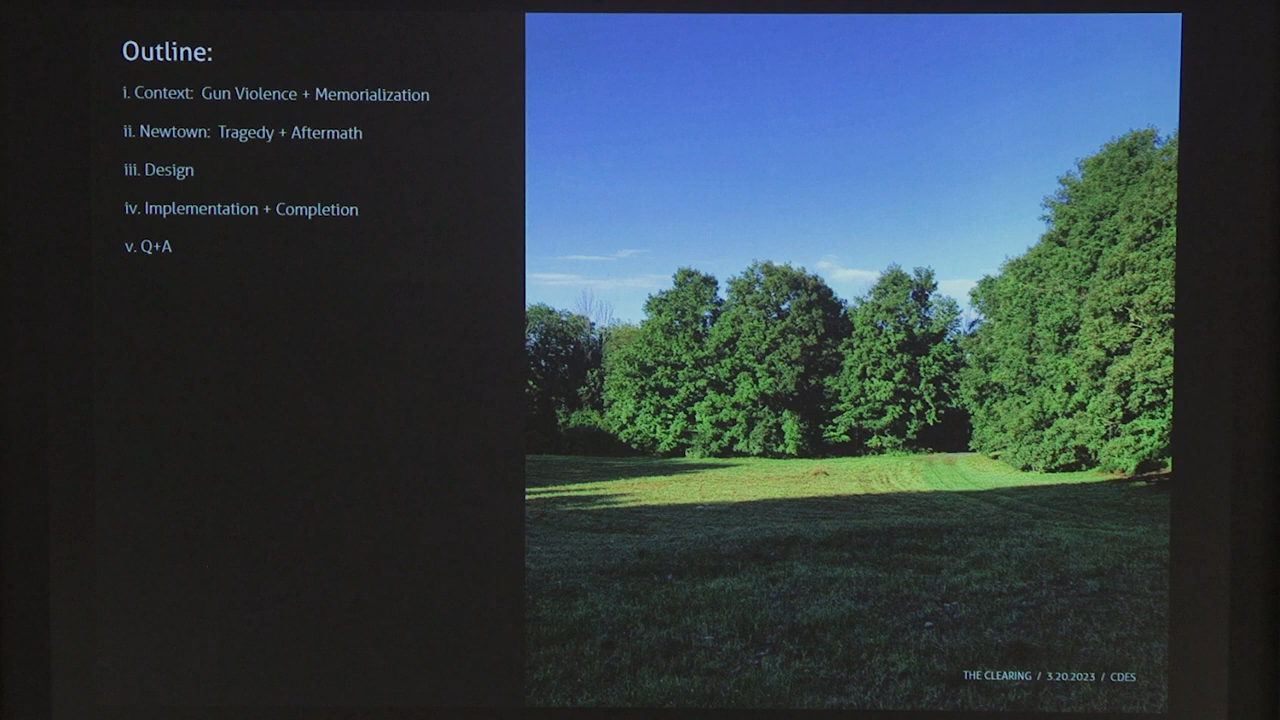 Outline:
i. Context: Gun Violence + Memorialization
ii. Newtown: Tragedy + Aftermath
iii. Design
iv. Implementation + Completion
v. Q+A
THE CLEARING / 3.20.2023 / CDES